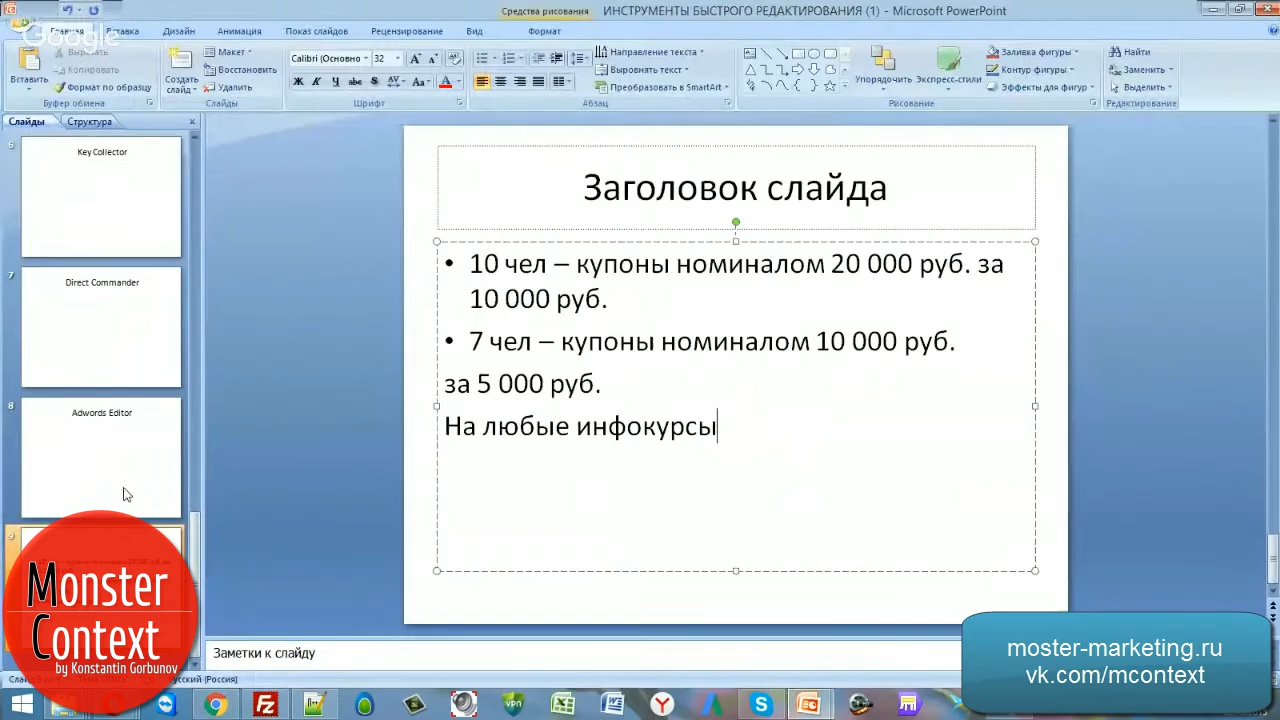 Средства рисования
ИНСТРУМЕНТЫ БЫСТРОГО РЕДАКТИРОВАНИЯ (1) - Microsoft PowerPoint
Google
Главная
Вставка
Дизайн
Анимация
Показ слайдов
Рецензирование
Вид
Формат
Вставить
Вырезать
Копировать
Формат по образцу
Буфер обмена
Создать слайд
Макет
Восстановить
Удалить
Слайды
Calibri (Основно
32
Шрифт
Направление текста
Выровнять текст
Преобразовать в SmartArt
Абзац
Упорядочить
Экспресс-стили
Заливка фигуры
Контур фигуры
Эффекты для фигур
Рисование
Найти
Заменить
Выделить
Редактирование
Слайды
Структура
6
Key Collector
7
Direct Commander
8
Adwords Editor
9
Заголовок слайда
• 10 чел – купоны номиналом 20 000 руб. за
10 000 руб.
• 7 чел – купоны номиналом 10 000 руб.
за 5 000 руб.
На любые инфокурсы
Заметки к слайду
Русский (Россия)
Monster
Context
by Konstantin Gorbunov
moster-marketing.ru
vk.com/mcontext